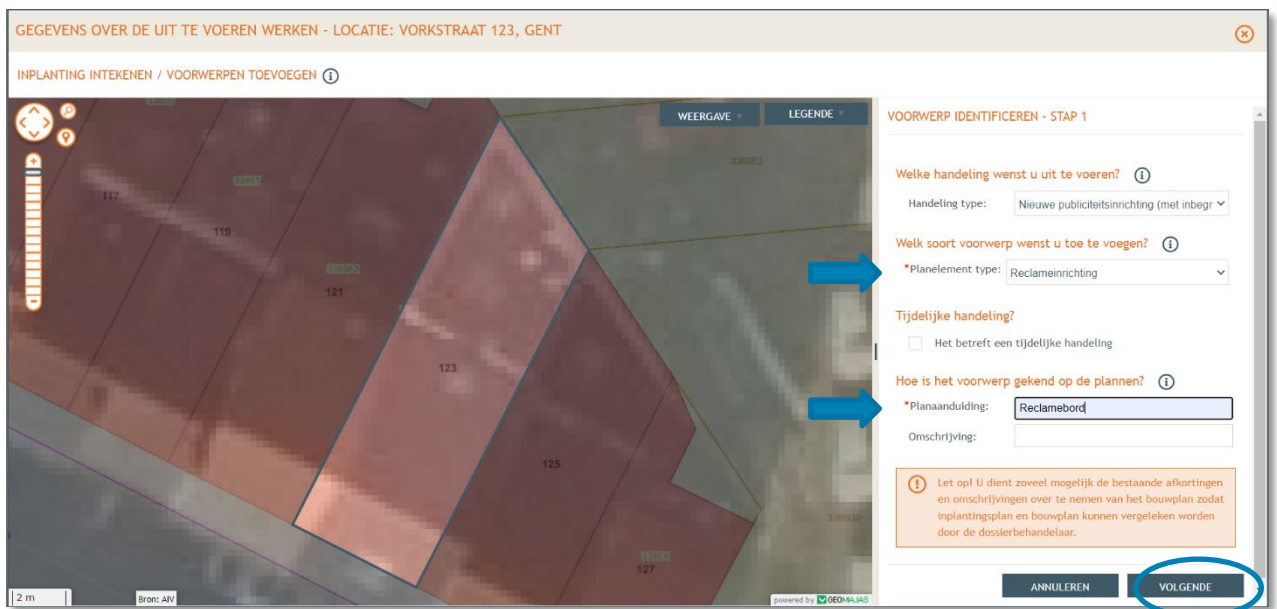 GEGEVENS OVER DE UIT TE VOEREN WERKEN - LOCATIE: VORKSTRAAT 123, GENT
INPLANTING INTEKENEN / VOORWERPEN TOEVOEGEN
WEERGAVE
LEGENDE
117
119
121
123
125
127
2 m
Bron: AIV
powered by GEOMAJAS
VOORWERP IDENTIFICEREN - STAP 1
Welke handeling wenst u uit te voeren?
Handeling type: Nieuwe publiciteitsinrichting (met inbegr
Welk soort voorwerp wenst u toe te voegen?
*Planelement type: Reclameinrichting
Tijdelijke handeling?
Het betreft een tijdelijke handeling
Hoe is het voorwerp gekend op de plannen?
*Planaanduiding: Reclamebord
Omschrijving:
Let op! U dient zoveel mogelijk de bestaande afkortingen
en omschrijvingen over te nemen van het bouwplan zodat
inplantingsplan en bouwplan kunnen vergeleken worden
door de dossierbehandelaar.
ANNULEREN
VOLGENDE